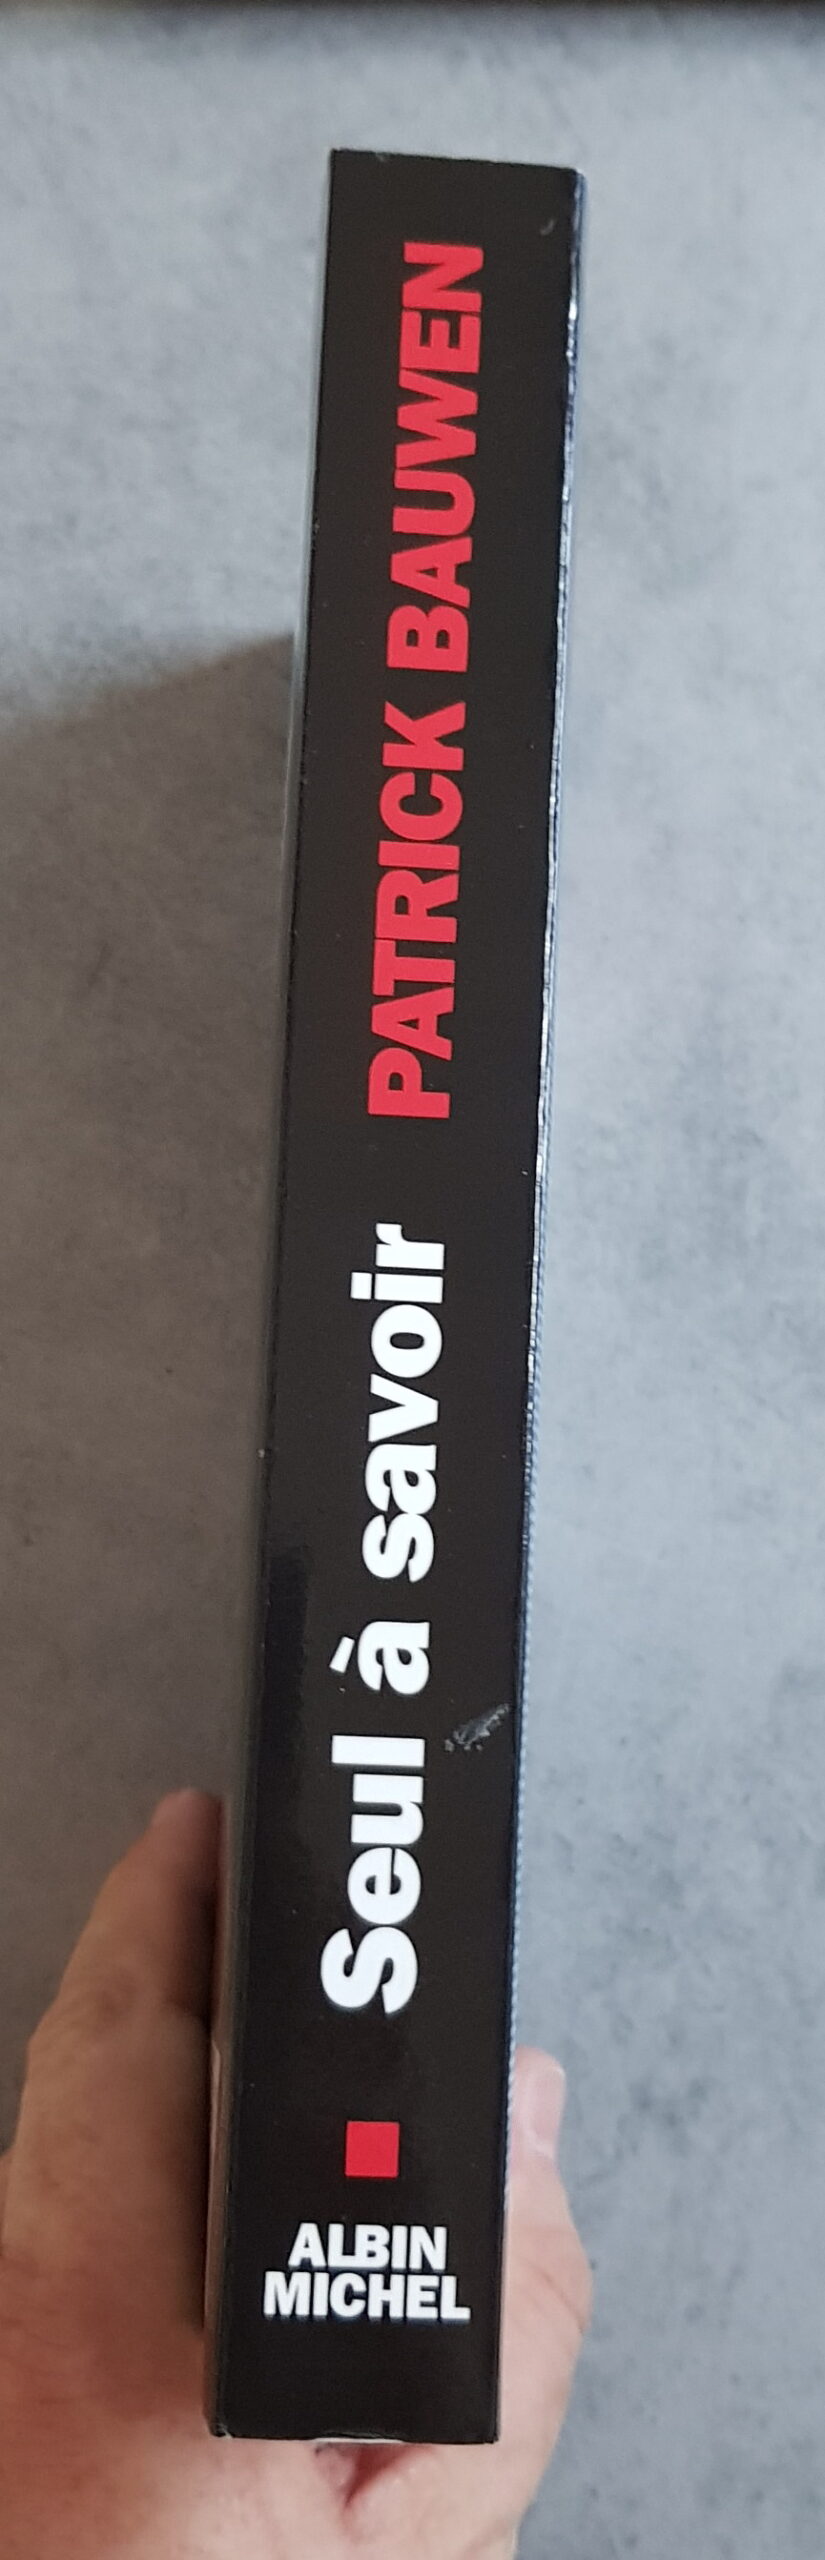 PATRICK BAUWEN
Seul à savoir
ALBIN
MICHEL